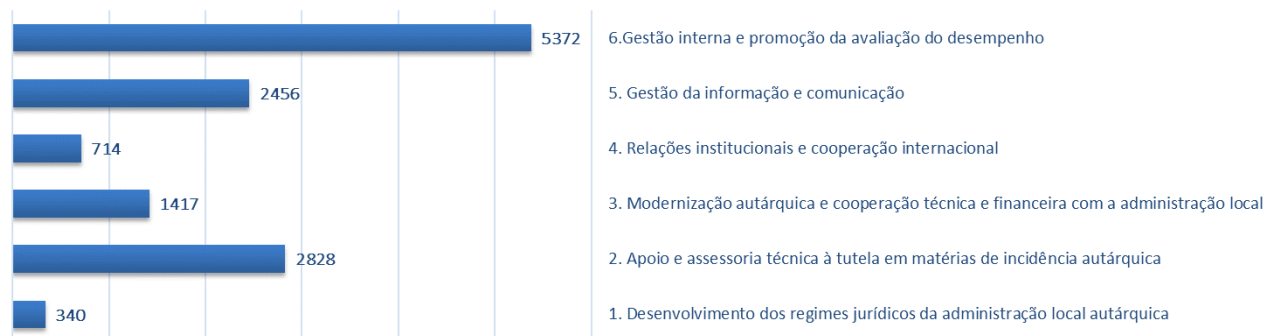 5372 6.Gestão interna e promoção da avaliação do desempenho
2456 5. Gestão da informação e comunicação
714 4. Relações institucionais e cooperação internacional
1417 3. Modernização autárquica e cooperação técnica e financeira com a administração local
2828 2. Apoio e assessoria técnica à tutela em matérias de incidência autárquica
340 1. Desenvolvimento dos regimes jurídicos da administração local autárquica